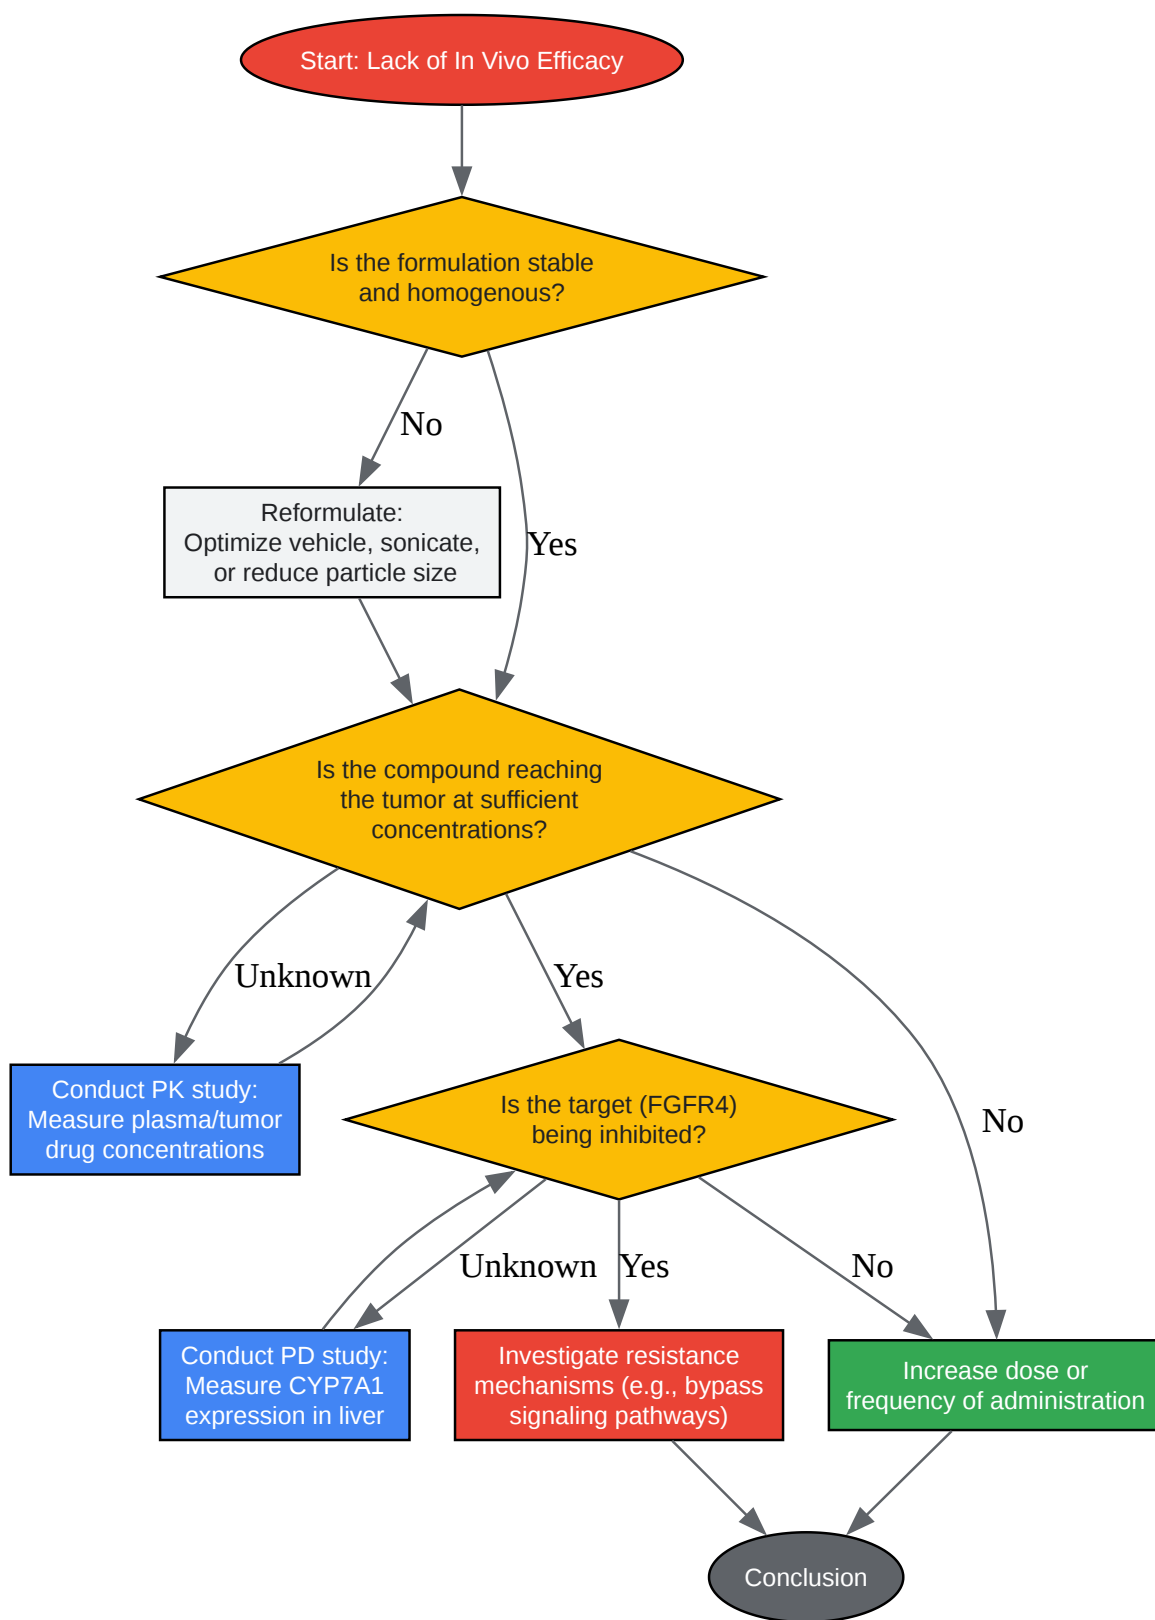 Start: Lack of In Vivo Efficacy
Is the formulation stable
and homogenous?
No
Yes
Reformulate:
Optimize vehicle, sonicate,
or reduce particle size
Is the compound reaching
the tumor at sufficient
concentrations?
Unknown
Yes
No
Conduct PK study:
Measure plasma/tumor
drug concentrations
Is the target (FGFR4)
being inhibited?
Unknown
Yes
No
Conduct PD study:
Measure CYP7A1
expression in liver
Investigate resistance
mechanisms (e.g., bypass
signaling pathways)
Increase dose or
frequency of administration
Conclusion